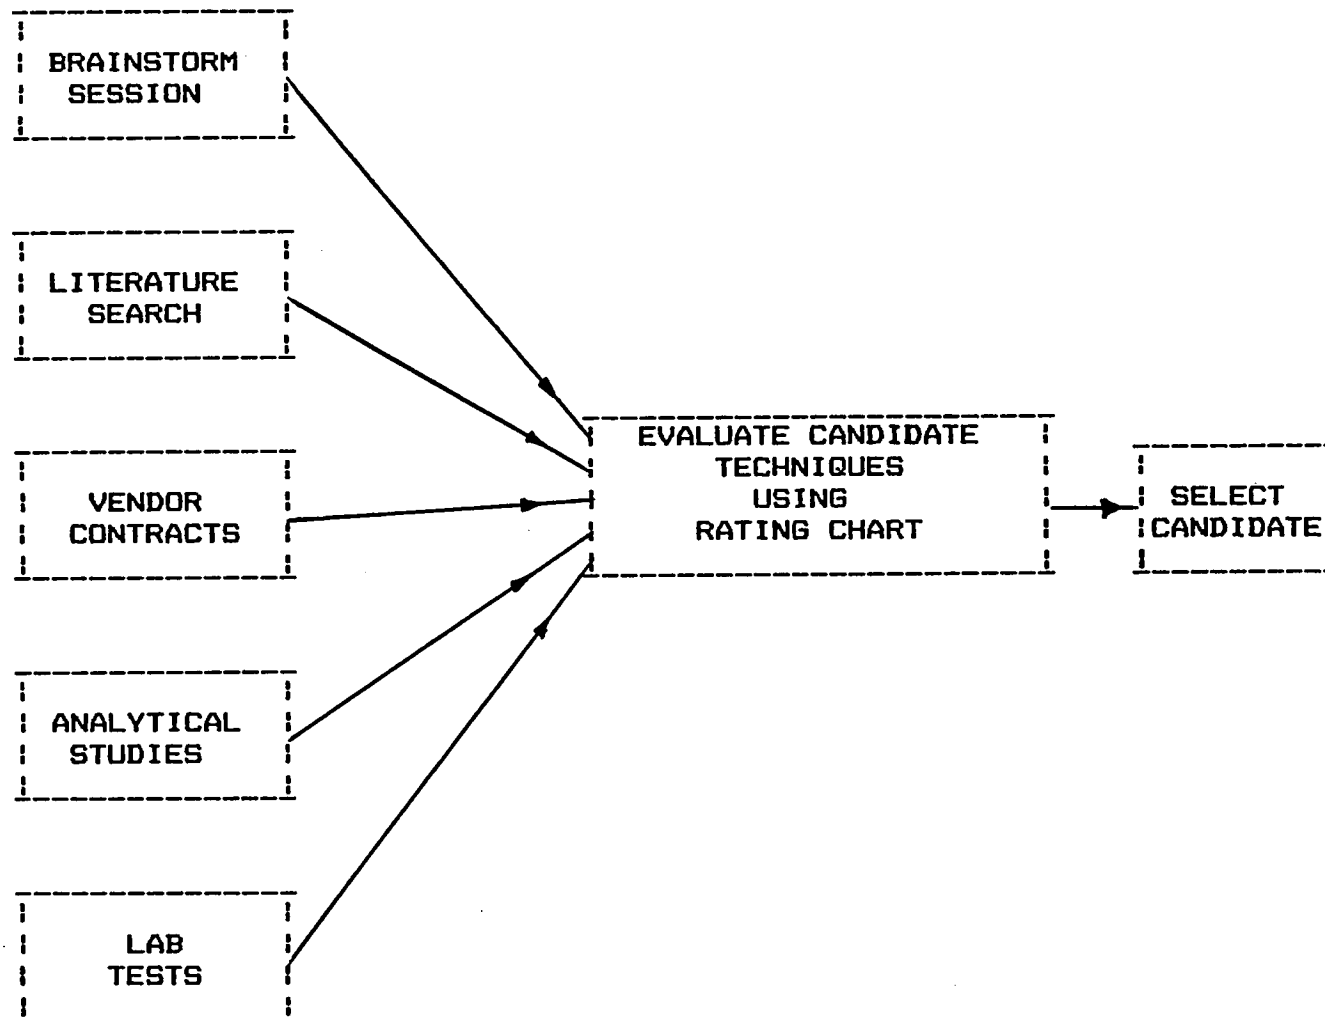 BRAINSTORM
SESSION
LITERATURE
SEARCH
VENDOR
CONTRACTS
ANALYTICAL
STUDIES
LAB
TESTS
EVALUATE CANDIDATE
TECHNIQUES
USING
RATING CHART
SELECT
CANDIDATE